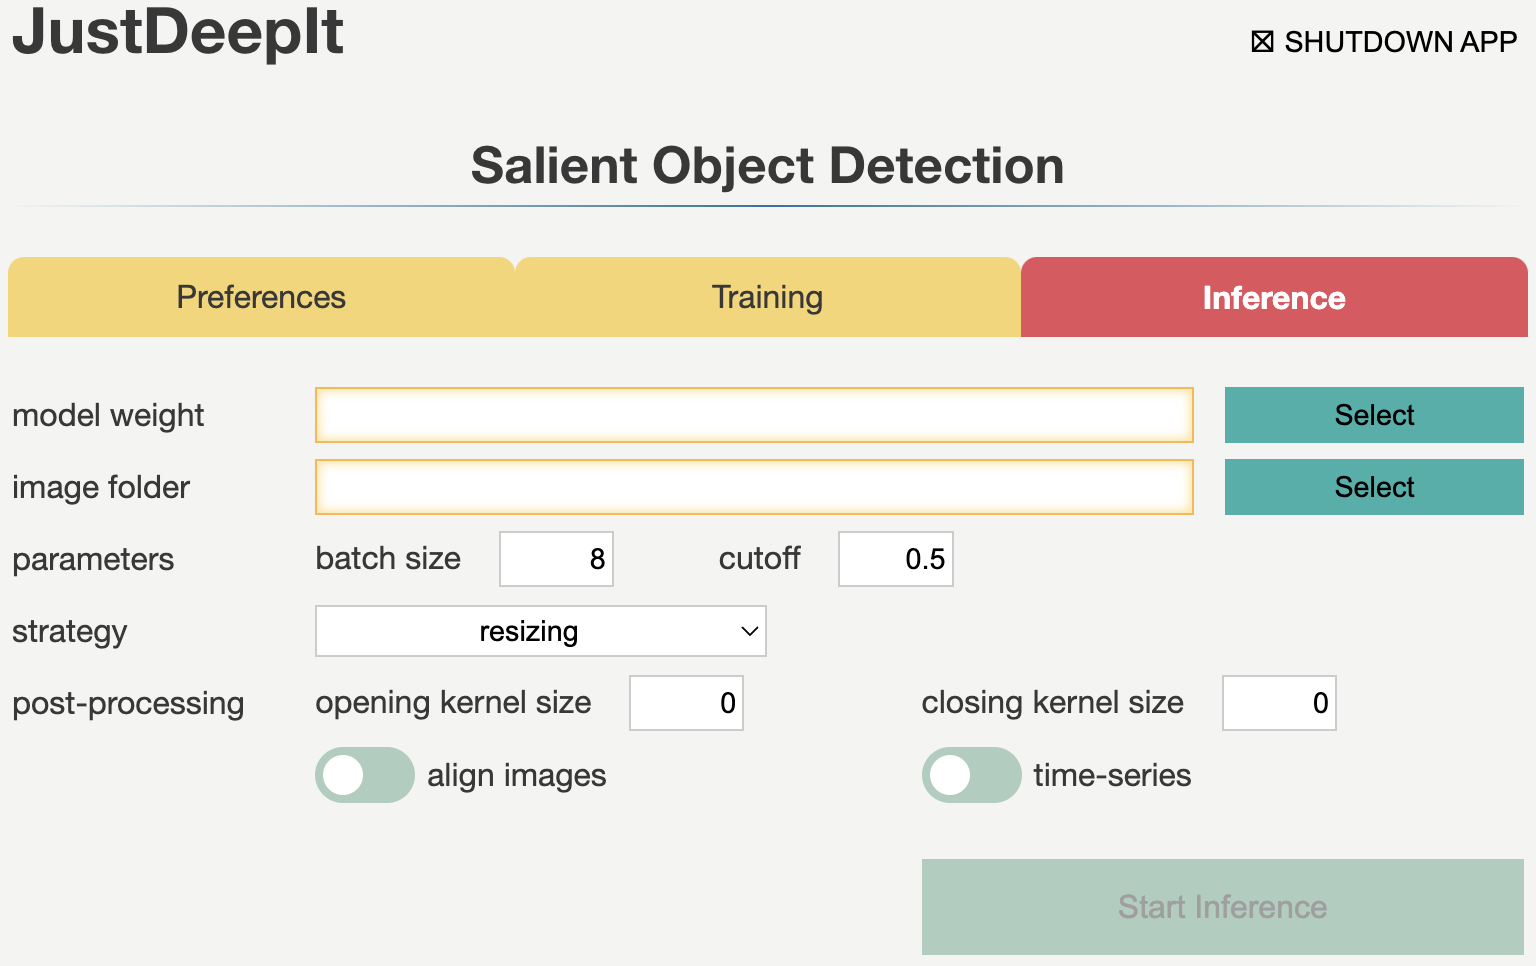 JustDeepIt
☒ SHUTDOWN APP
Salient Object Detection
Preferences Training Inference
model weight Select
image folder Select
parameters batch size 8 cutoff 0.5
strategy resizing
post-processing opening kernel size 0 closing kernel size 0
align images time-series
Start Inference